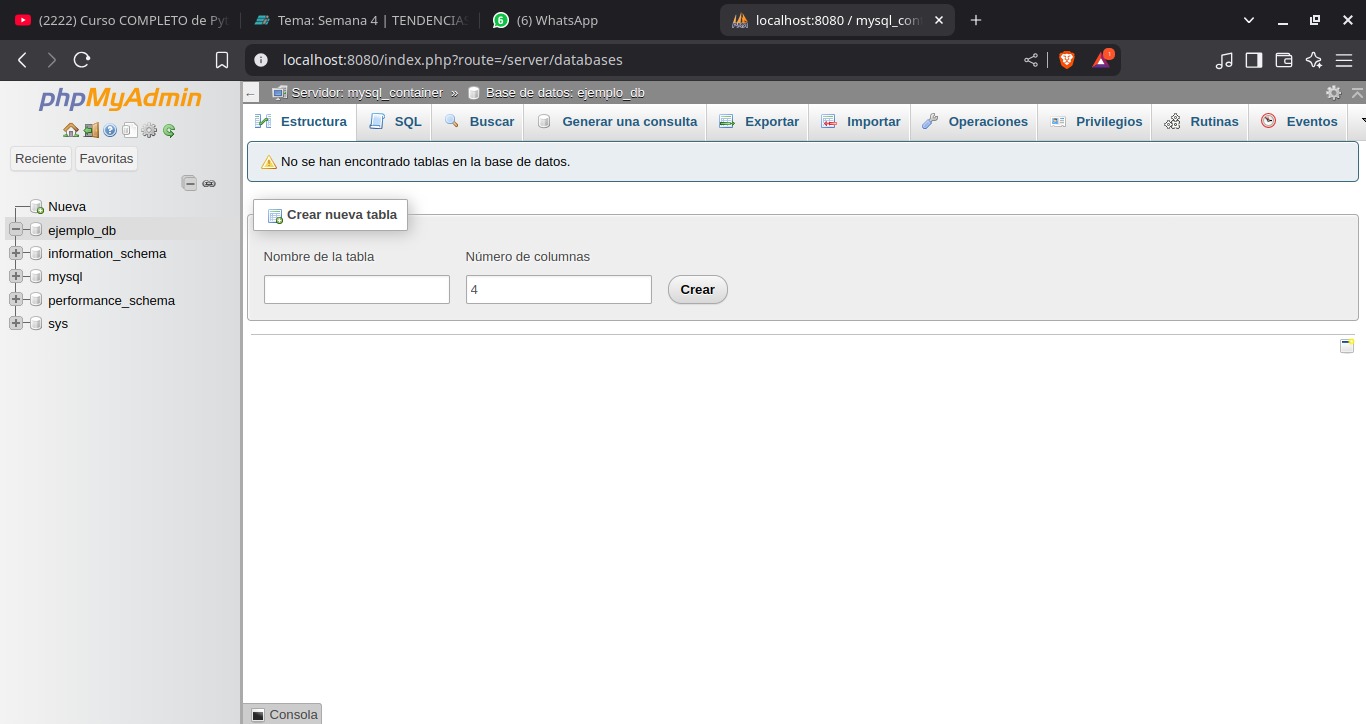 (2222) Curso COMPLETO de Py
Tema: Semana 4 | TENDENCIAS
6 (6) WhatsApp
localhost:8080 / mysql_con
localhost:8080/index.php?route=/server/databases
phpMyAdmin
Servidor: mysql_container » Base de datos: ejemplo_db
Estructura SQL Buscar Generar una consulta Exportar Importar Operaciones Privilegios Rutinas Eventos
Reciente Favoritas
No se han encontrado tablas en la base de datos.
Nueva
ejemplo_db
information_schema
mysql
performance_schema
sys
Crear nueva tabla
Nombre de la tabla
Número de columnas
4
Crear
Consola